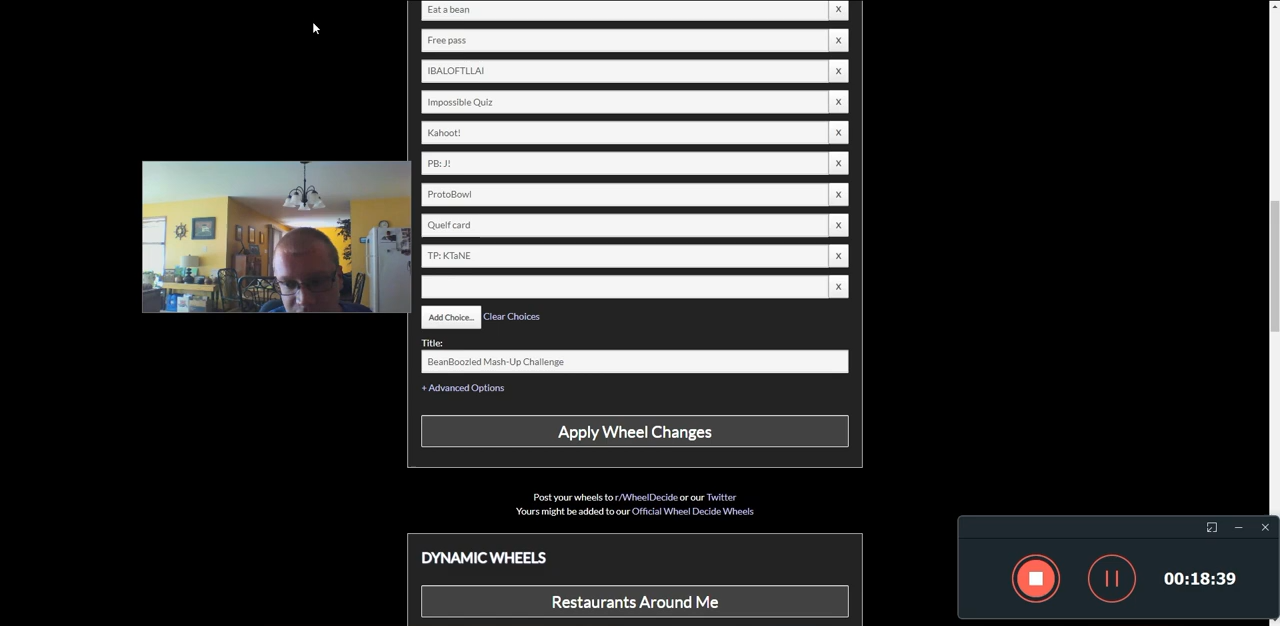 Eat a bean X
Free pass X
IBALOFTLLAI X
Impossible Quiz X
Kahoot! X
PB: J! X
ProtoBowl X
Quelf card X
TP: KTaNE X
X
Add Choice... Clear Choices
Title:
BeanBoozled Mash-Up Challenge
+ Advanced Options
Apply Wheel Changes
Post your wheels to r/WheelDecide or our Twitter
Yours might be added to our Official Wheel Decide Wheels
DYNAMIC WHEELS
Restaurants Around Me
00:18:39